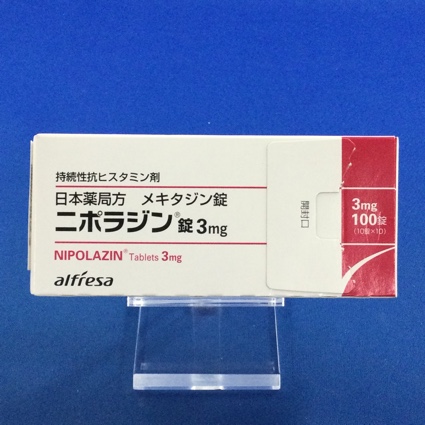 持続性抗ヒスタミン剤
日本薬局方 メキタジン錠
ニポラジン®錠3mg
NIPOLAZIN® Tablets 3mg
alfresa
開封口
3mg
100錠
(10錠×10)